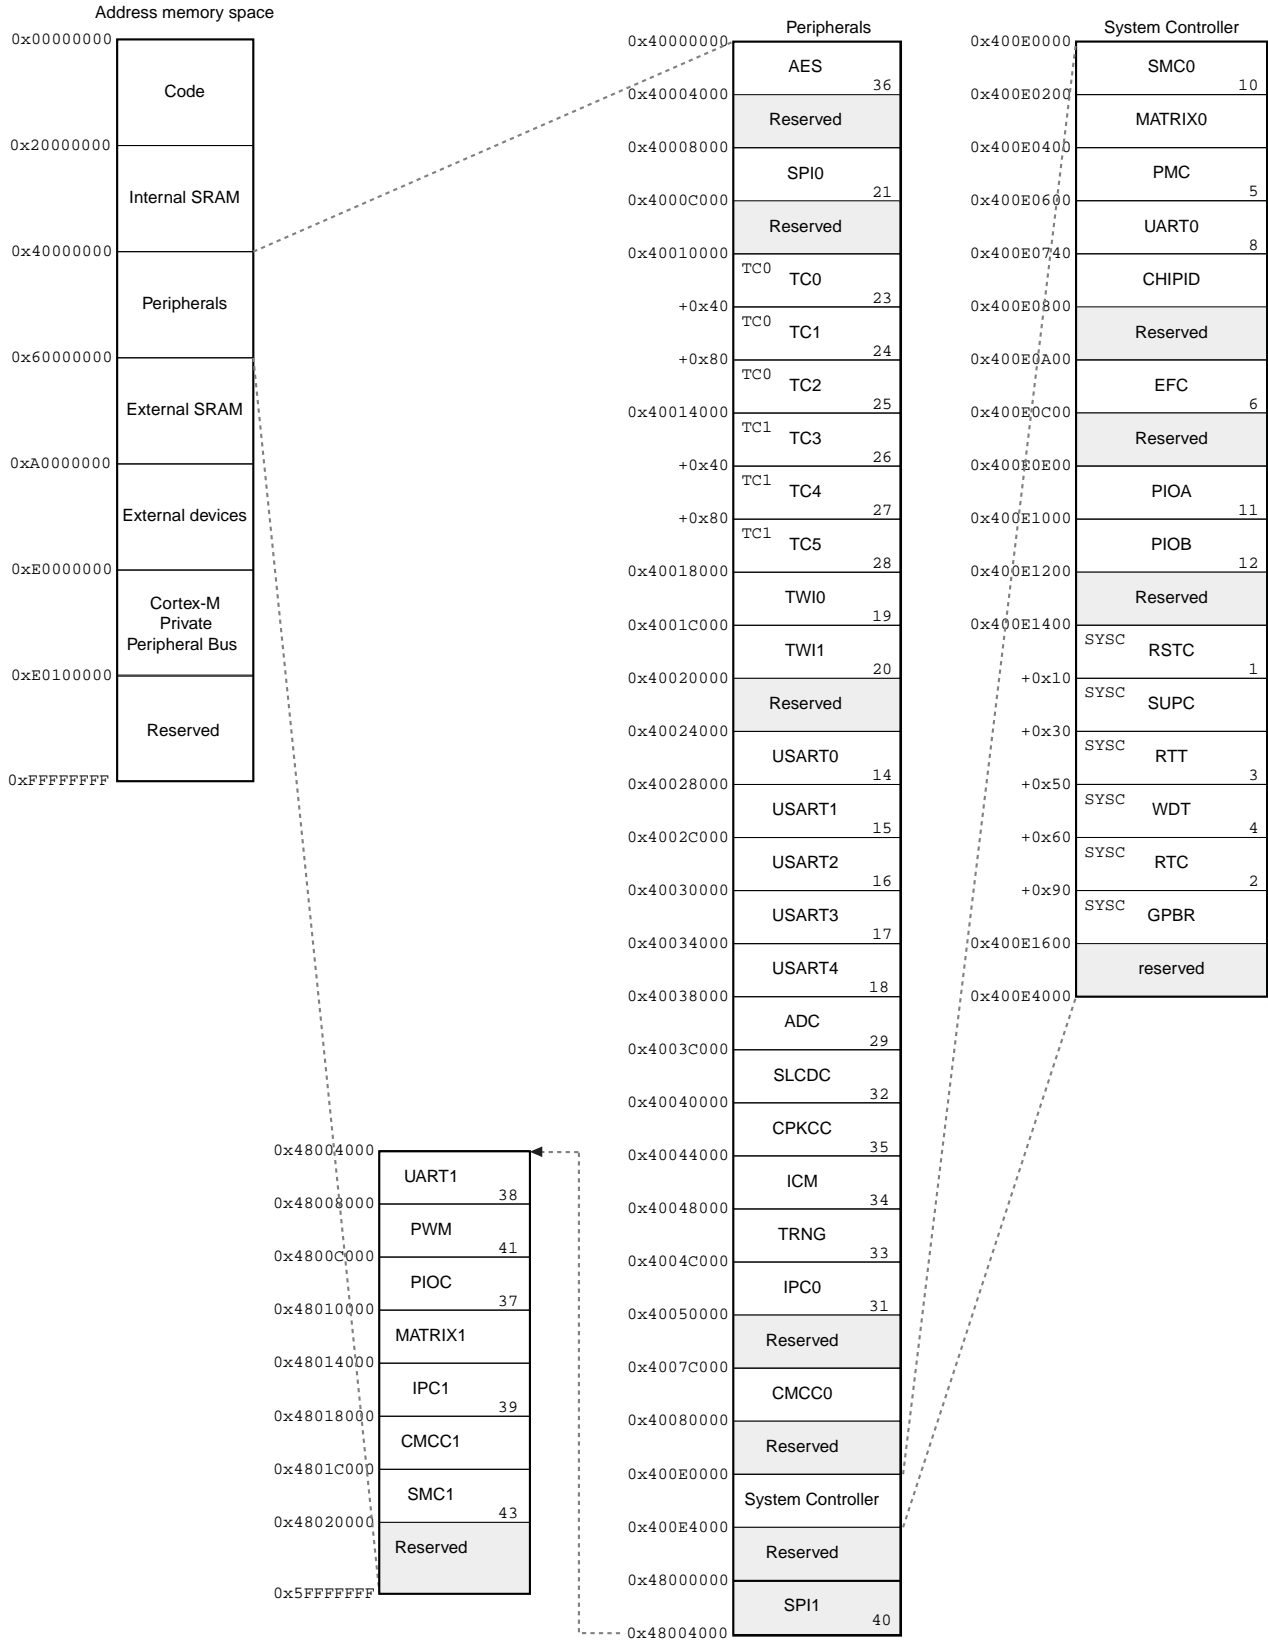 Address memory space
0x00000000
Code
0x20000000
Internal SRAM
0x40000000
Peripherals
0x60000000
External SRAM
0xA0000000
External devices
0xE0000000
Cortex-M
Private
Peripheral Bus
0xE0100000
Reserved
0xFFFFFFFF
0x48004000
UART1
38
0x48008000
PWM
41
0x4800C000
PIOC
37
0x48010000
MATRIX1
0x48014000
IPC1
39
0x48018000
CMCC1
0x4801C000
SMC1
43
0x48020000
Reserved
0x5FFFFFFF
Peripherals
0x40000000
AES
36
0x40004000
Reserved
0x40008000
SPI0
21
0x4000C000
Reserved
0x40010000
TC0 TC0
23
+0x40
TC0 TC1
24
+0x80
TC0 TC2
25
0x40014000
TC1 TC3
26
+0x40
TC1 TC4
27
+0x80
TC1 TC5
28
0x40018000
TWI0
19
0x4001C000
TWI1
20
0x40020000
Reserved
0x40024000
USART0
14
0x40028000
USART1
15
0x4002C000
USART2
16
0x40030000
USART3
17
0x40034000
USART4
18
0x40038000
ADC
29
0x4003C000
SLCDC
32
0x40040000
CPKCC
35
0x40044000
ICM
34
0x40048000
TRNG
33
0x4004C000
IPC0
31
0x40050000
Reserved
0x4007C000
CMCC0
0x40080000
Reserved
0x400E0000
System Controller
0x400E4000
Reserved
0x48000000
SPI1
40
0x48004000
System Controller
0x400E0000
SMC0
10
0x400E0200
MATRIX0
0x400E0400
PMC
5
0x400E0600
UART0
8
0x400E0740
CHIPID
0x400E0800
Reserved
0x400E0A00
EFC
6
0x400E0C00
Reserved
0x400E0E00
PIOA
11
0x400E1000
PIOB
12
0x400E1200
Reserved
0x400E1400
SYSC RSTC
1
+0x10
SYSC SUPC
+0x30
SYSC RTT
3
+0x50
SYSC WDT
4
+0x60
SYSC RTC
2
+0x90
SYSC GPBR
0x400E1600
reserved
0x400E4000